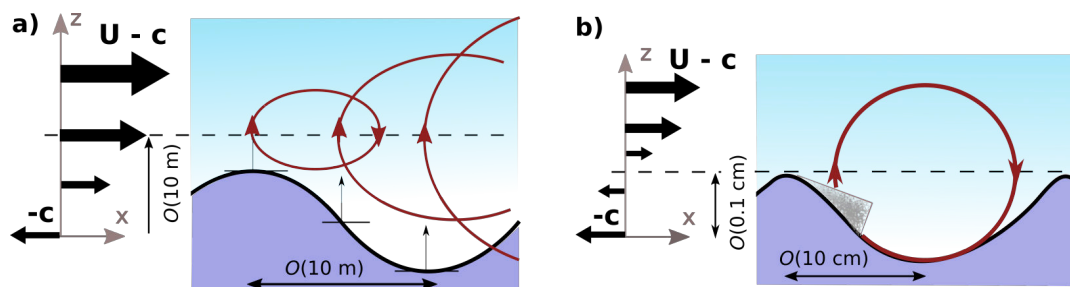 a)
z
U - c
O(10 m)
-c
x
O(10 m)
b)
z
U - c
-c
x
O(0.1 cm)
O(10 cm)